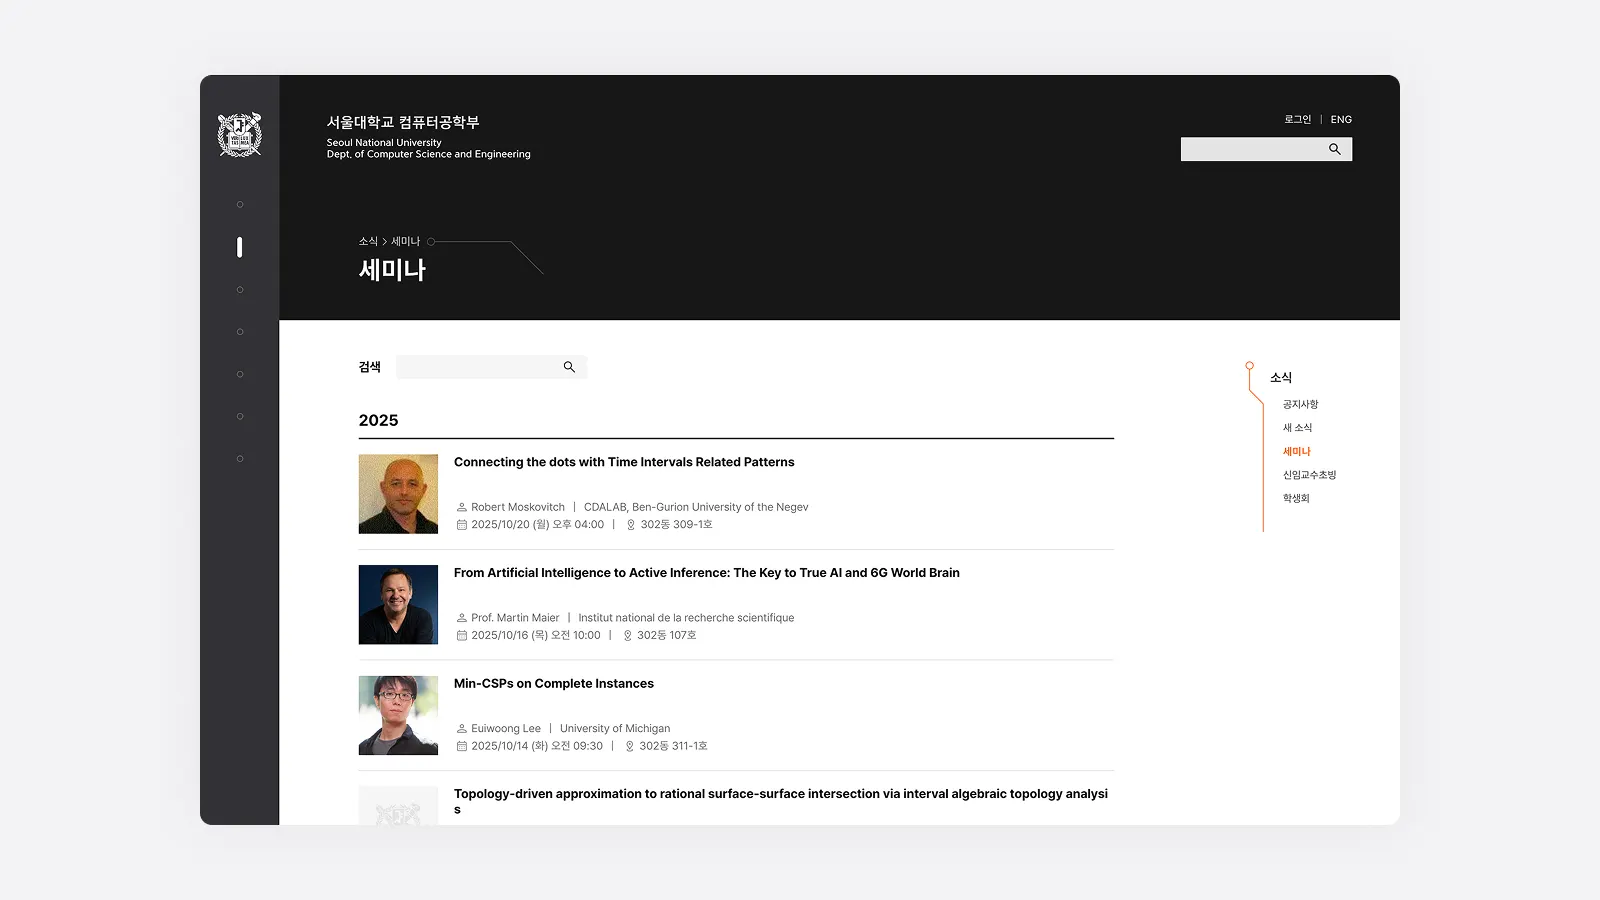 서울대학교 컴퓨터공학부
Seoul National University
Dept. of Computer Science and Engineering
로그인 | ENG
소식 > 세미나
세미나
검색
2025
Connecting the dots with Time Intervals Related Patterns
Robert Moskovitch | CDALAB, Ben-Gurion University of the Negev
2025/10/20 (월) 오후 04:00 | 302동 309-1호
From Artificial Intelligence to Active Inference: The Key to True AI and 6G World Brain
Prof. Martin Maier | Institut national de la recherche scientifique
2025/10/16 (목) 오전 10:00 | 302동 107호
Min-CSPs on Complete Instances
Euiwoong Lee | University of Michigan
2025/10/14 (화) 오전 09:30 | 302동 311-1호
Topology-driven approximation to rational surface-surface intersection via interval algebraic topology analysi
s
소식
공지사항
새 소식
세미나
신임교수초빙
학생회